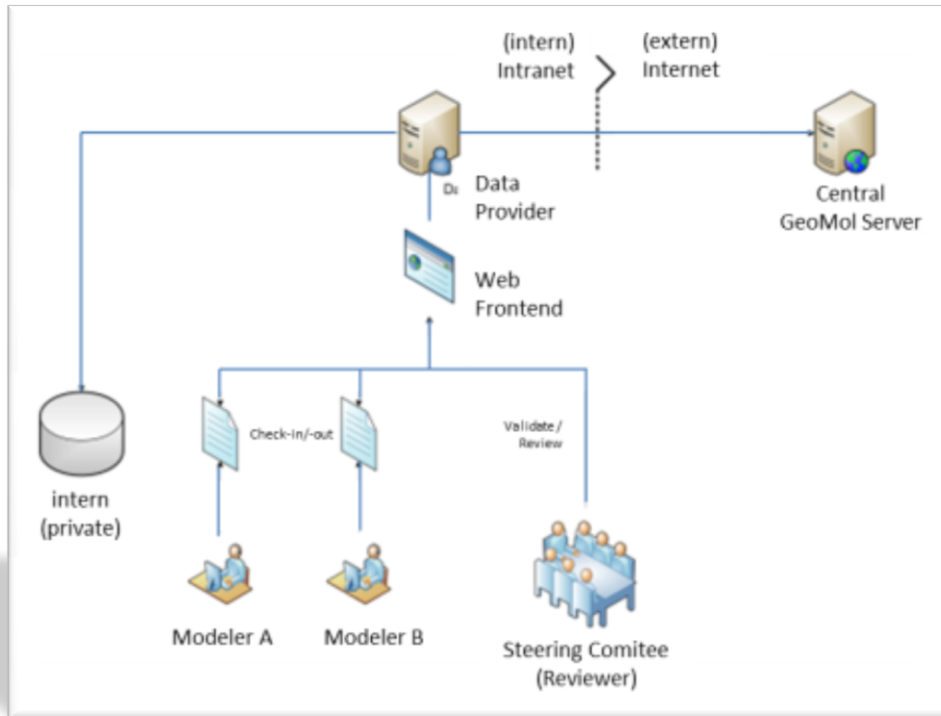 (intern)
Intranet
(extern)
Internet
Data
Provider
Central
GeoMol Server
Web
Frontend
Check-In/-out
Validate/
Review
intern
(private)
Modeler A
Modeler B
Steering Comitee
(Reviewer)